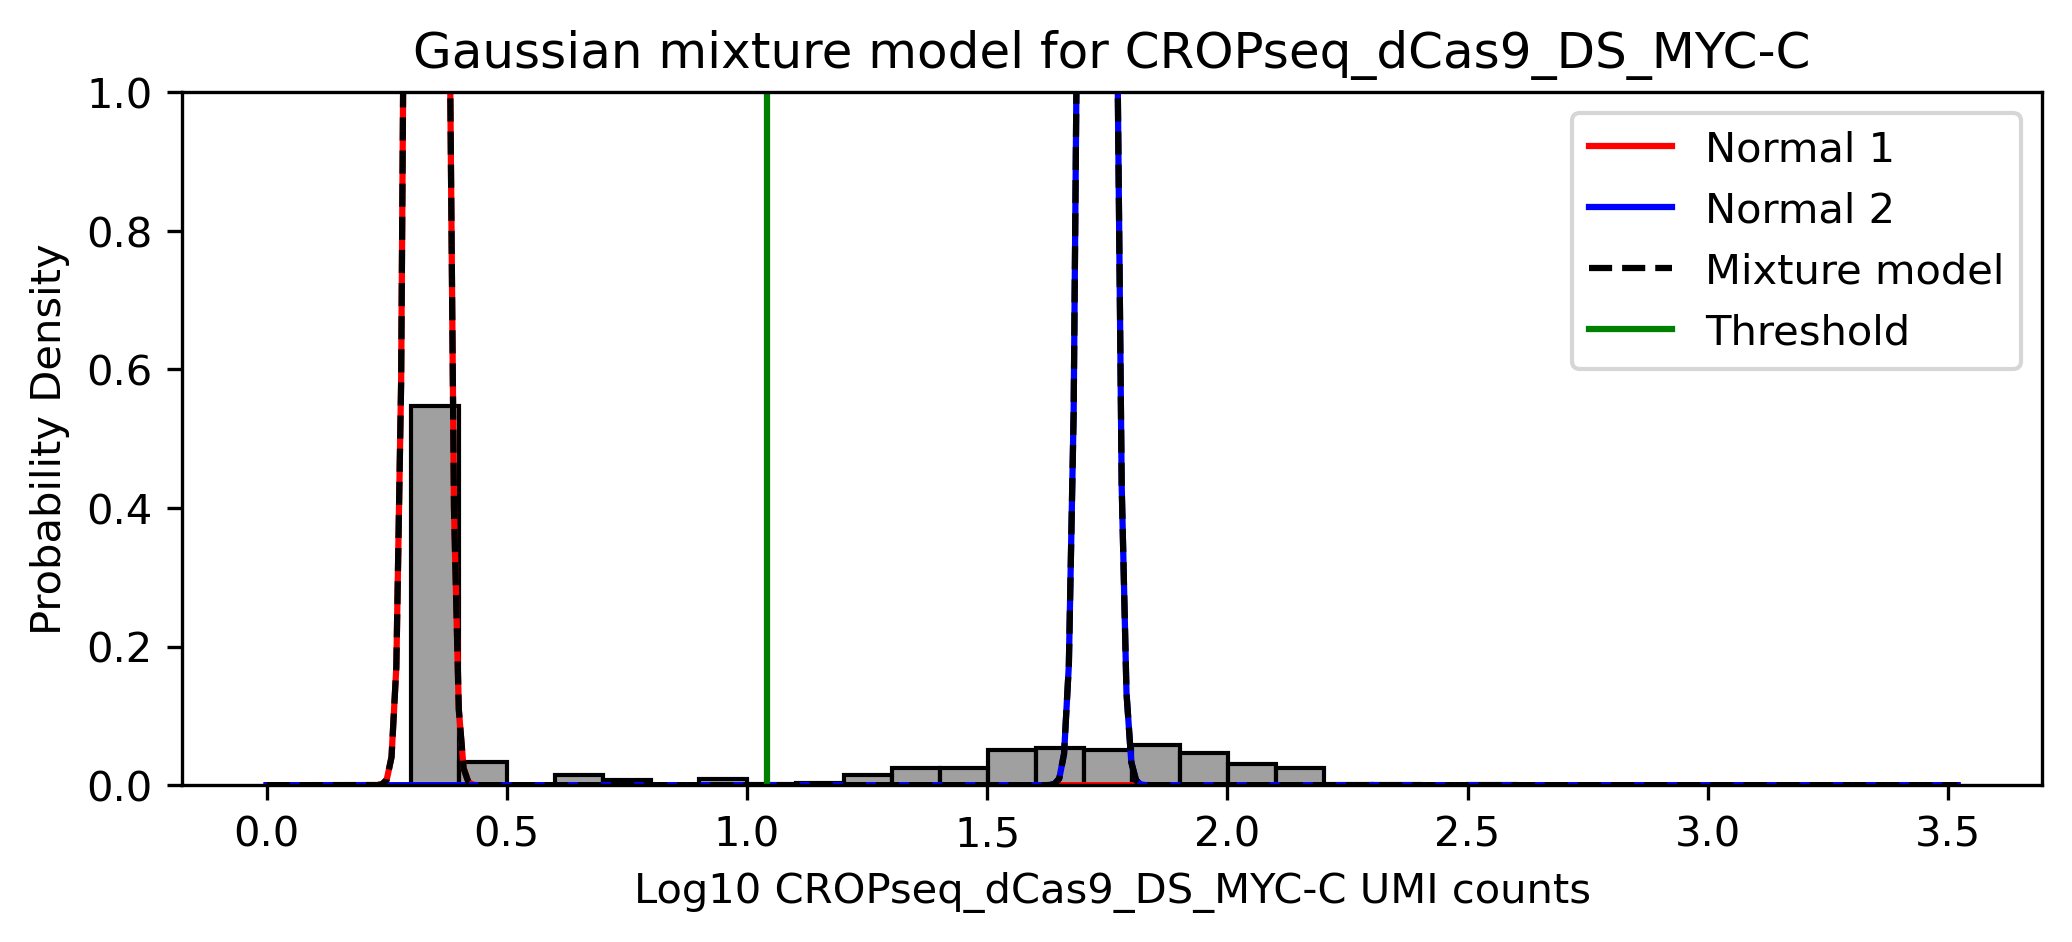 Gaussian mixture model for CROPseq_dCas9_DS_MYC-C
1.0
0.8
0.6
0.4
0.2
0.0
Probability Density
Normal 1
Normal 2
Mixture model
Threshold
0.0 0.5 1.0 1.5 2.0 2.5 3.0 3.5
Log10 CROPseq_dCas9_DS_MYC-C UMI counts